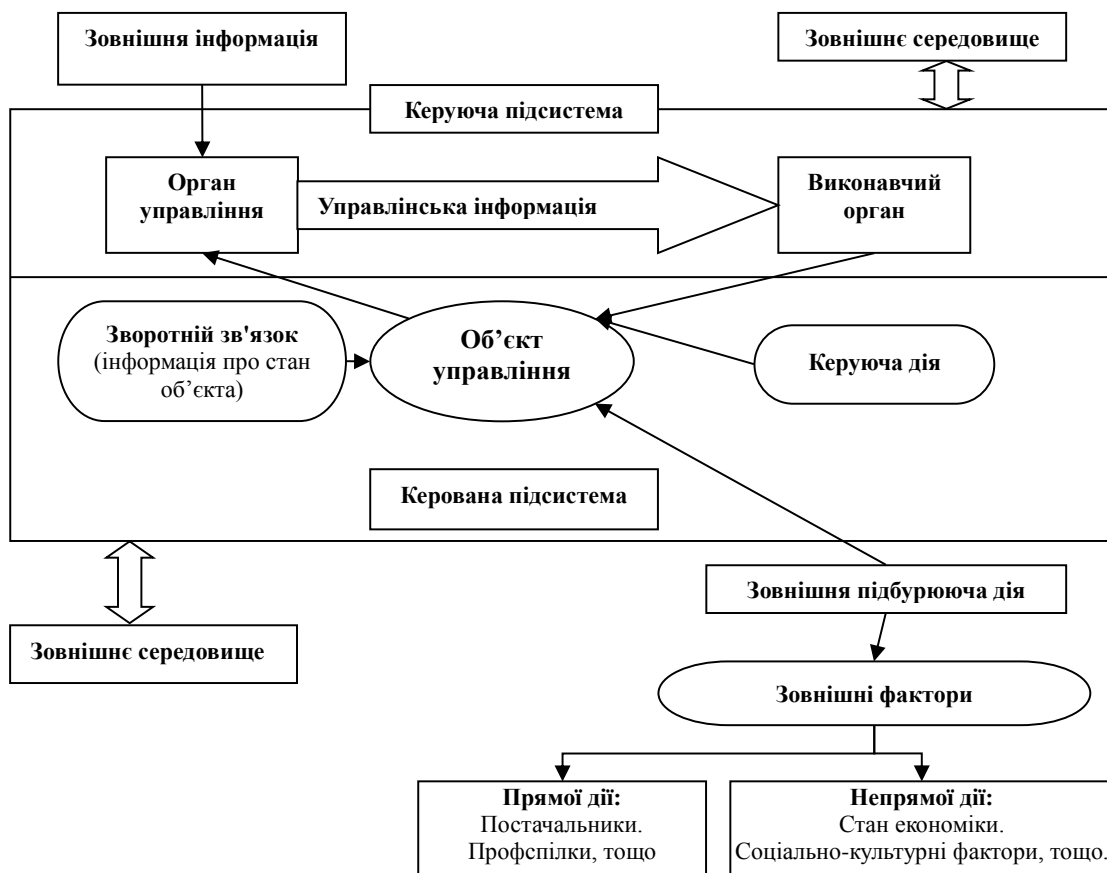 Зовнішня інформація
Зовнішнє середовище
Керуюча підсистема
Орган
управління
Управлінська інформація
Виконавчий
орган
Зворотній зв'язок
(інформація про стан
об’єкта)
Об’єкт
управління
Керуюча дія
Керована підсистема
Зовнішня підбурююча дія
Зовнішнє середовище
Зовнішні фактори
Прямої дії:
Постачальники.
Профспілки, тощо
Непрямої дії:
Стан економіки.
Соціально-культурні фактори, тощо.